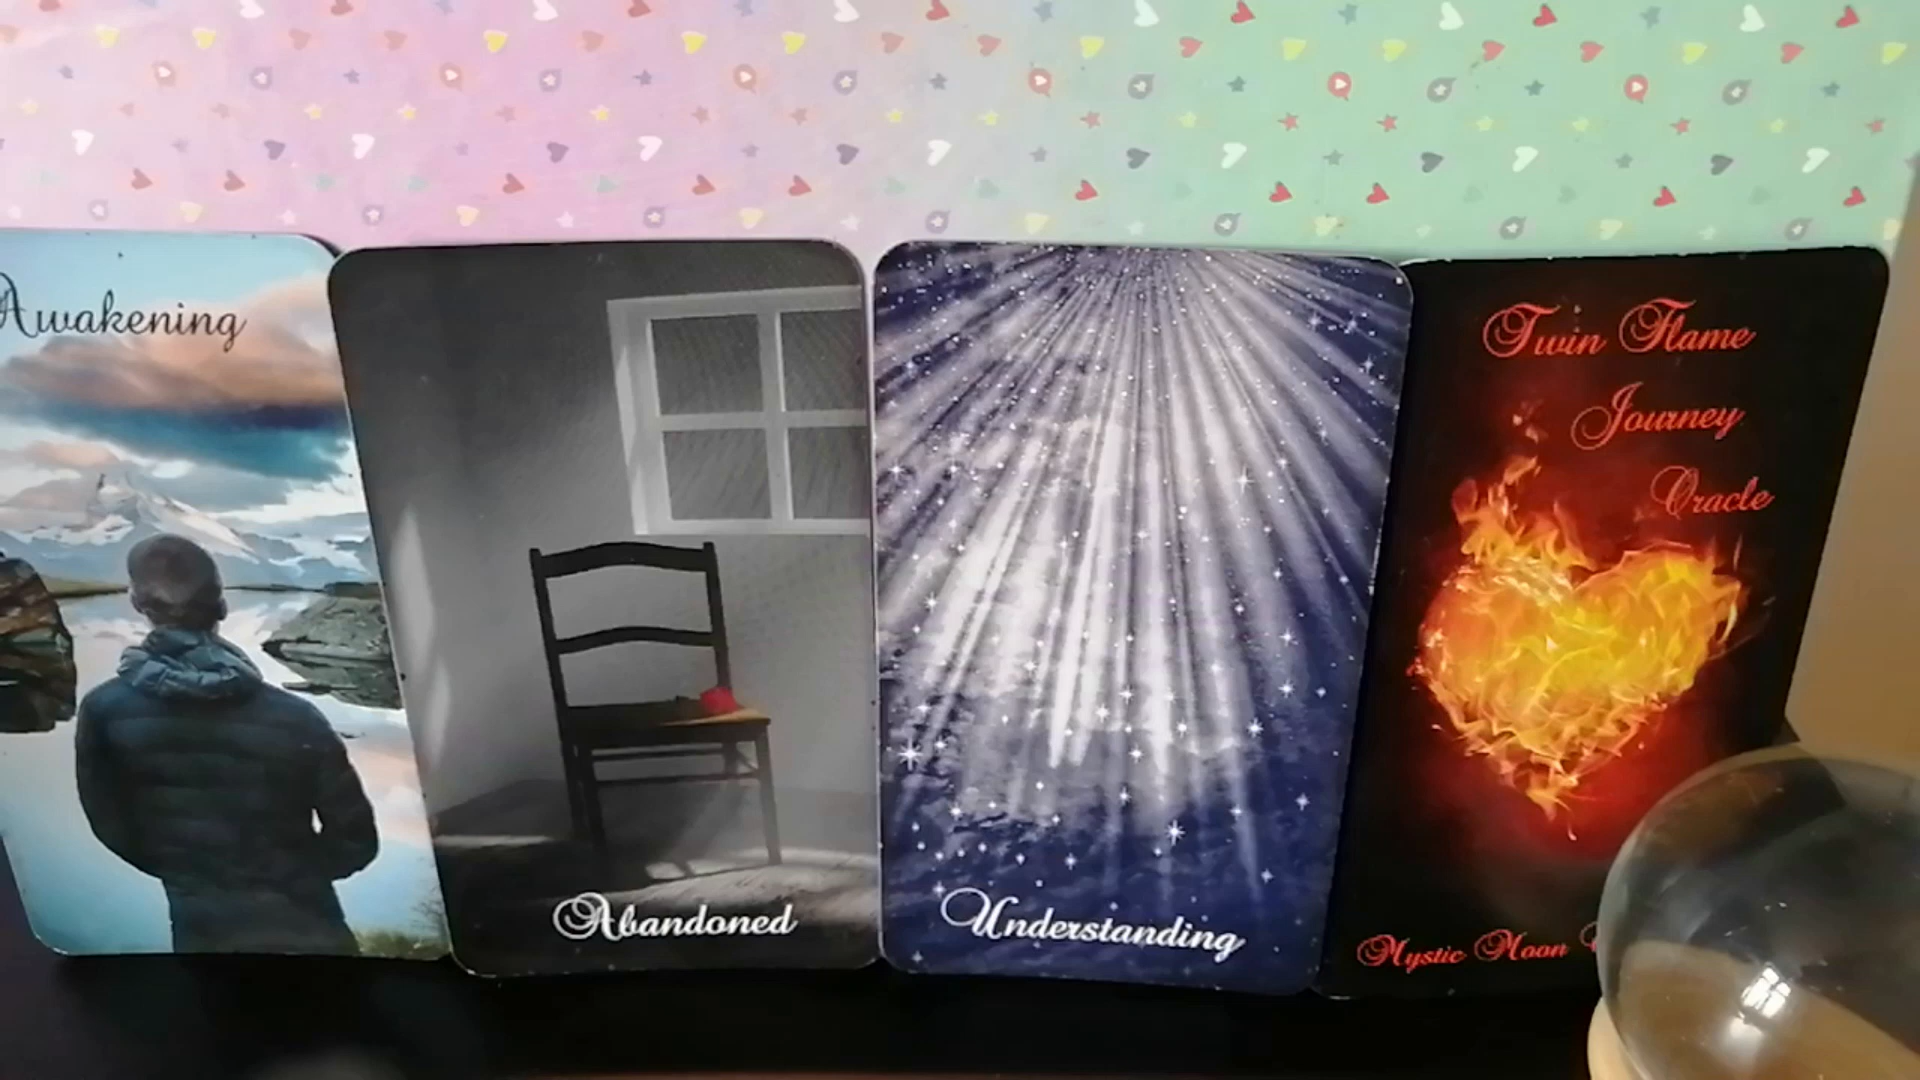 Awakening
Abandoned
Understanding
Twin Flame
Journey
Oracle
Mystic Moon